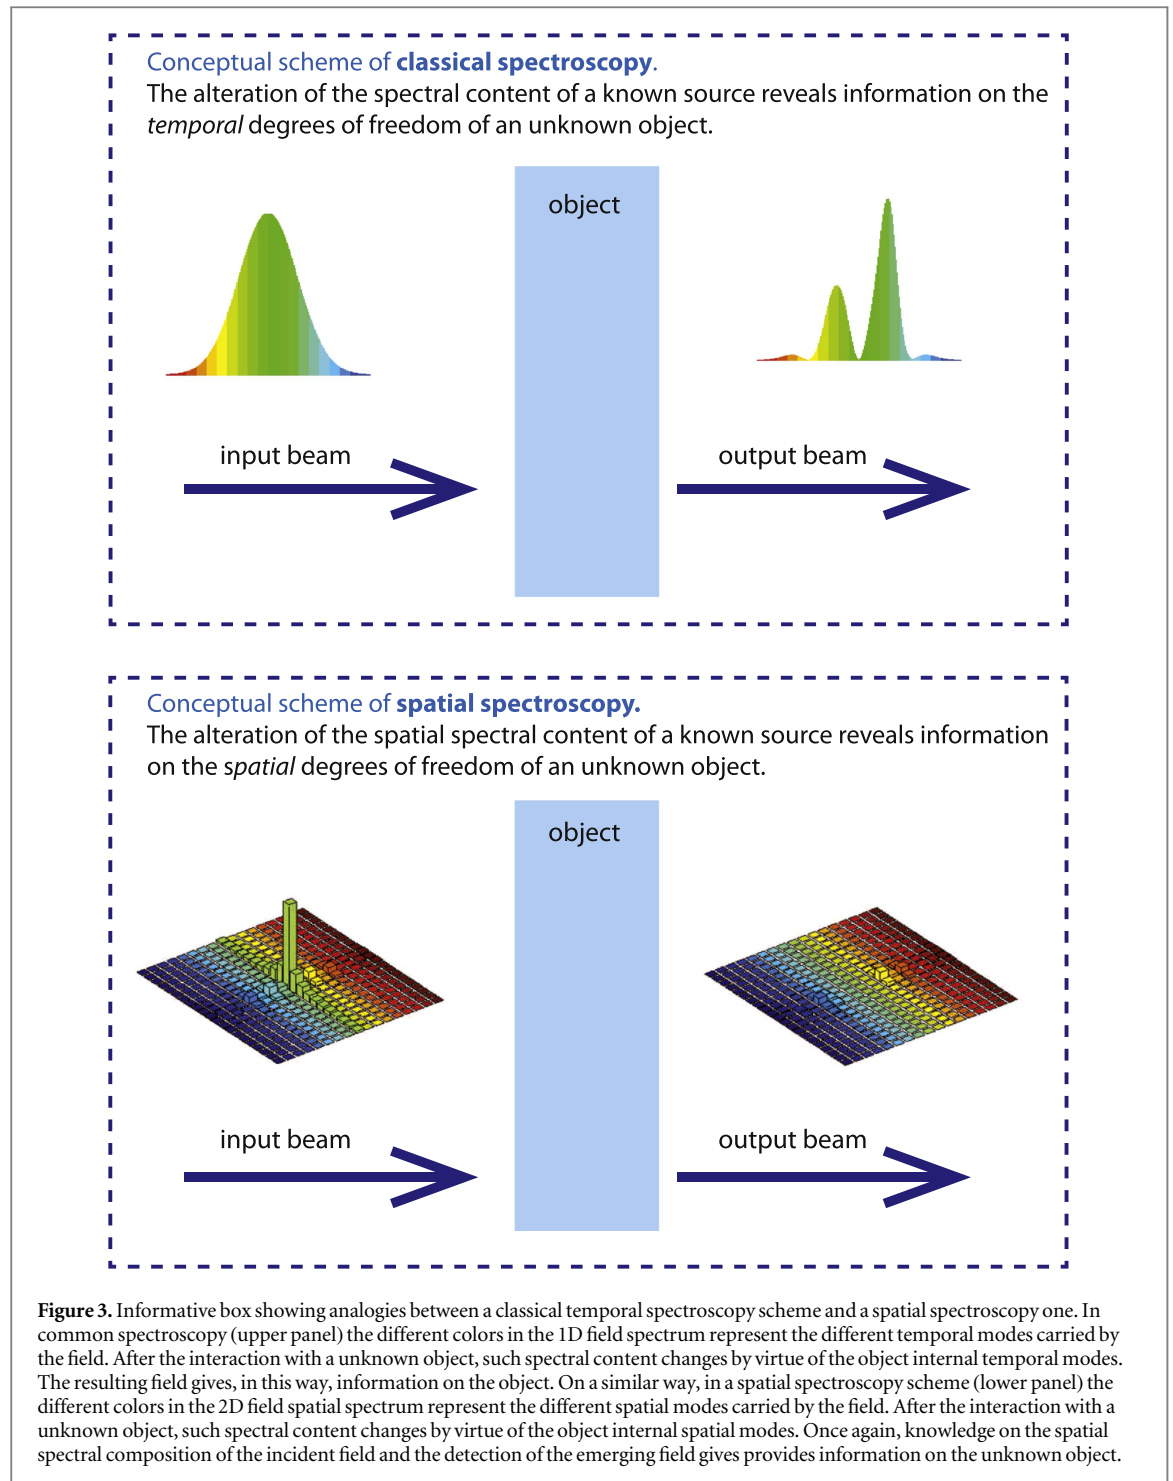 Conceptual scheme of classical spectroscopy.
The alteration of the spectral content of a known source reveals information on the
temporal degrees of freedom of an unknown object.
object
input beam
output beam
Conceptual scheme of spatial spectroscopy.
The alteration of the spatial spectral content of a known source reveals information
on the spatial degrees of freedom of an unknown object.
object
input beam
output beam
Figure 3. Informative box showing analogies between a classical temporal spectroscopy scheme and a spatial spectroscopy one. In
common spectroscopy (upper panel) the different colors in the 1D field spectrum represent the different temporal modes carried by
the field. After the interaction with a unknown object, such spectral content changes by virtue of the object internal temporal modes.
The resulting field gives, in this way, information on the object. On a similar way, in a spatial spectroscopy scheme (lower panel) the
different colors in the 2D field spatial spectrum represent the different spatial modes carried by the field. After the interaction with a
unknown object, such spectral content changes by virtue of the object internal spatial modes. Once again, knowledge on the spatial
spectral composition of the incident field and the detection of the emerging field gives provides information on the unknown object.